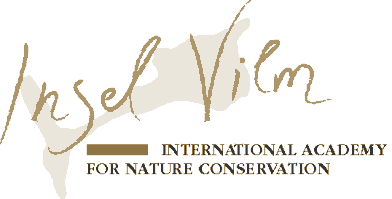 Insel Vilm
INTERNATIONAL ACADEMY
FOR NATURE CONSERVATION